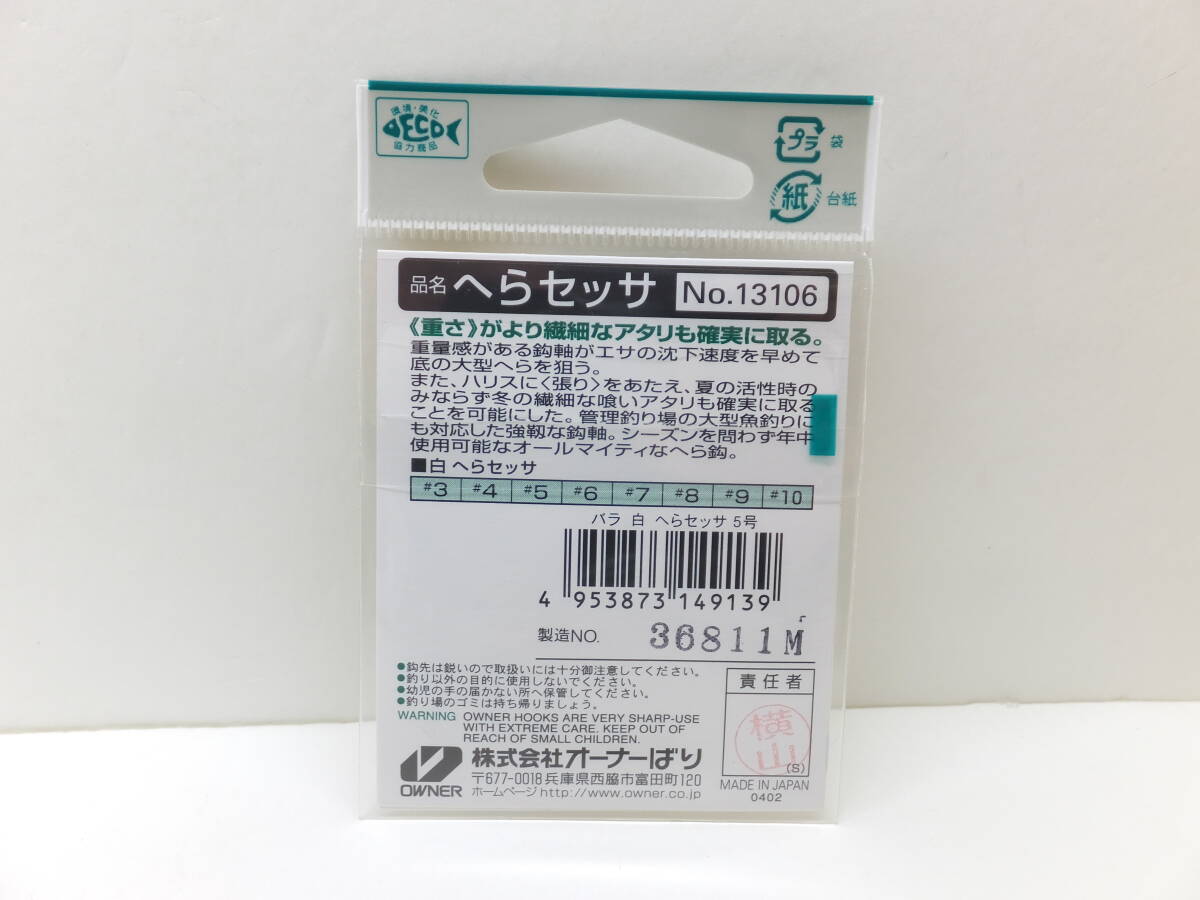 環境・美化
ECO
協力商品
プラ 袋
紙 台紙
品名 へらセッサ No.13106
《重さ》がより繊細なアタリも確実に取る。
重量感がある鈎軸がエサの沈下速度を早めて
底の大型へらを狙う。
また、ハリスに〈張り〉をあたえ、夏の活性時の
みならず冬の繊細な喰いアタリも確実に取る
ことを可能にした。管理釣り場の大型魚釣りに
も対応した強靭な鈎軸。シーズンを問わず年中
使用可能なオールマイティなへら鈎。
■白 へらセッサ
#3 #4 #5 #6 #7 #8 #9 #10
バラ 白 へらセッサ 5号
4 953873 149139
製造NO. 36811M
●鈎先は鋭いので取扱いには十分御注意してください。
●釣り以外の目的に使用しないでください。
●幼児の手の届かない所へ保管してください。
●釣り場のゴミは持ち帰りましょう。
WARNING OWNER HOOKS ARE VERY SHARP-USE
WITH EXTREME CARE. KEEP OUT OF
REACH OF SMALL CHILDREN.
責任者
横山
(S)
OWNER
株式会社オーナーばり
〒677-0018 兵庫県西脇市富田町120
ホームページ http://www.owner.co.jp
MADE IN JAPAN
0402